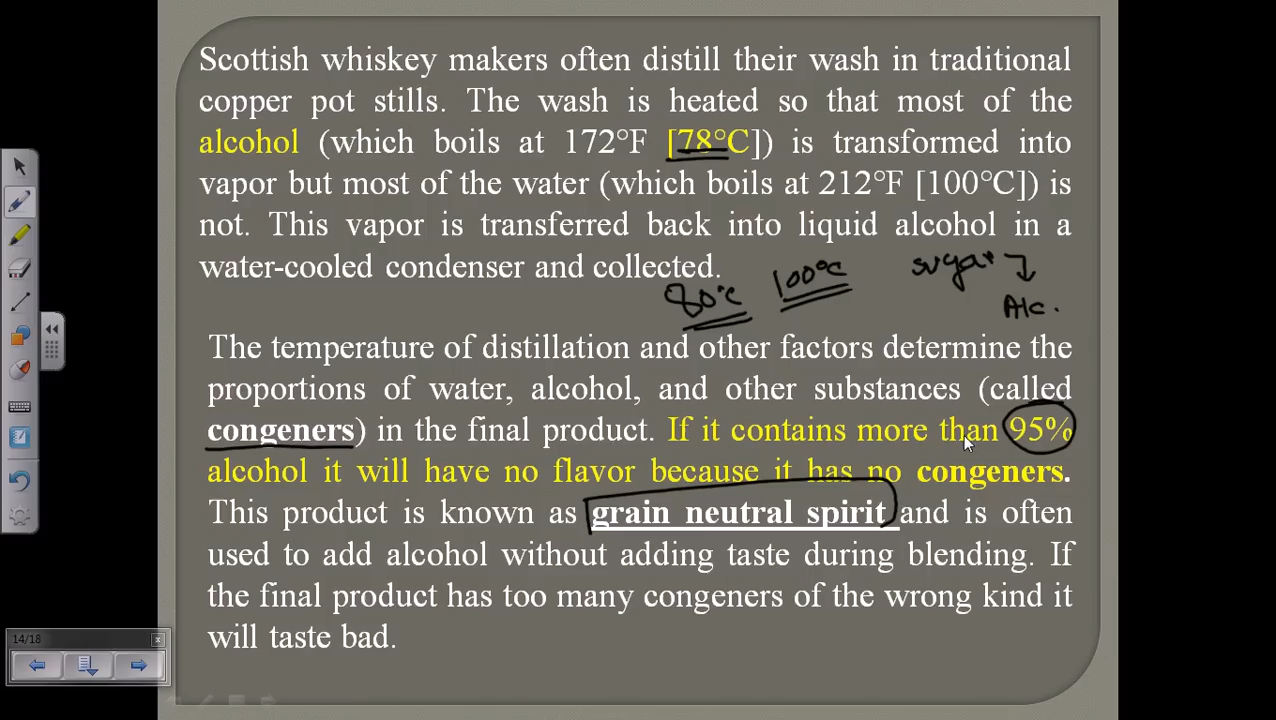 Scottish whiskey makers often distill their wash in traditional
copper pot stills. The wash is heated so that most of the
alcohol (which boils at 172°F [78°C]) is transformed into
vapor but most of the water (which boils at 212°F [100°C]) is
not. This vapor is transferred back into liquid alcohol in a
water-cooled condenser and collected.
80°c 100°c sugar
Alc.
The temperature of distillation and other factors determine the
proportions of water, alcohol, and other substances (called
congeners) in the final product. If it contains more than 95%
alcohol it will have no flavor because it has no congeners.
This product is known as grain neutral spirit and is often
used to add alcohol without adding taste during blending. If
the final product has too many congeners of the wrong kind it
will taste bad.
14/18